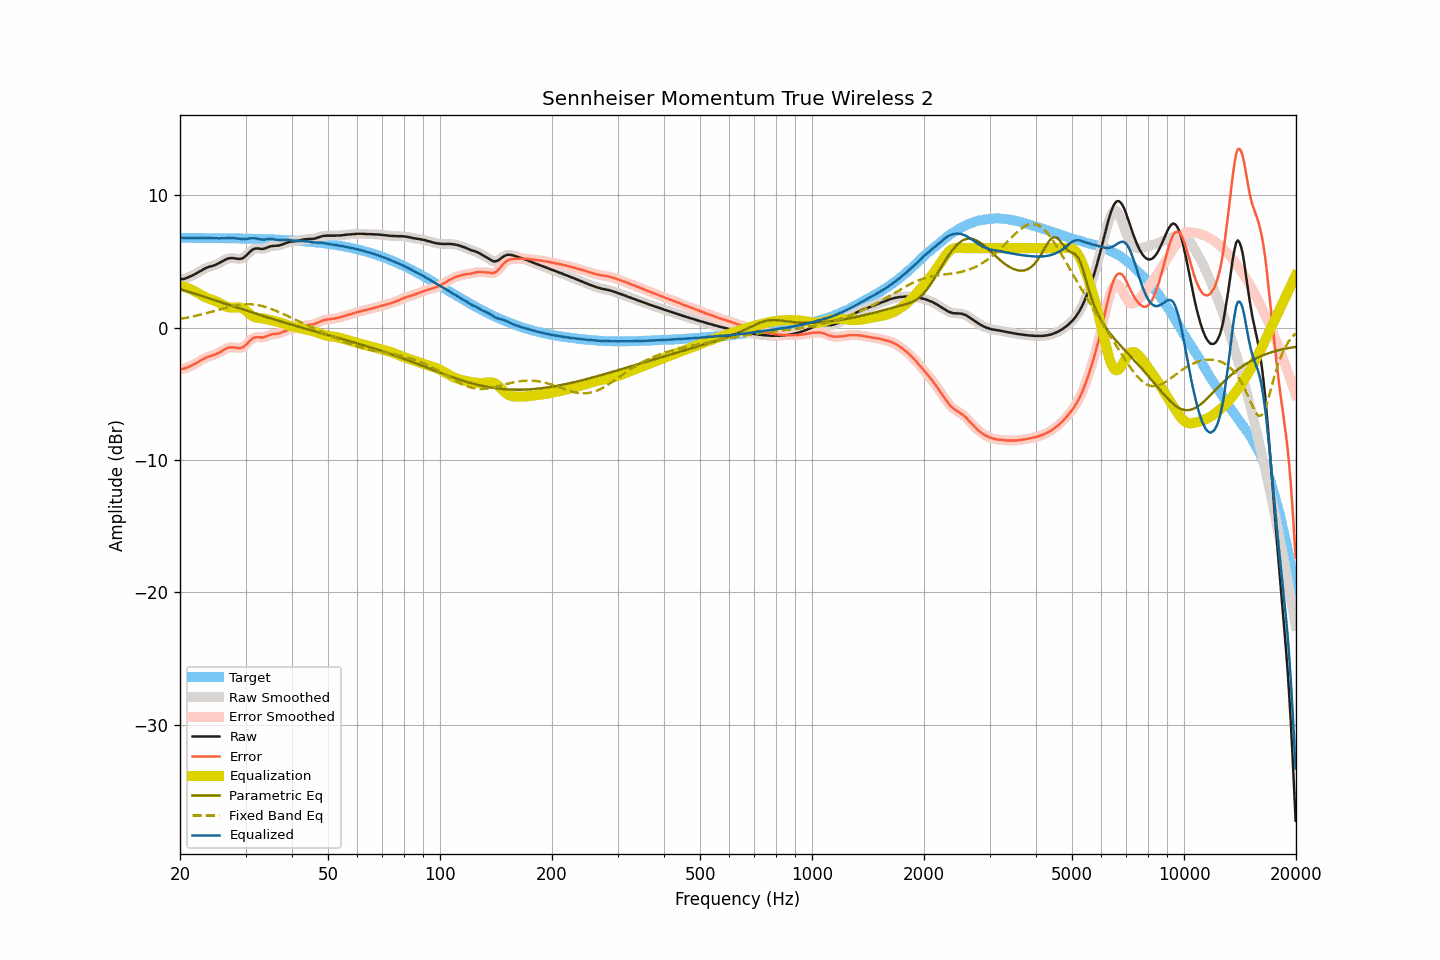 Sennheiser Momentum True Wireless 2
10
0
−10
−20
−30
Amplitude (dBr)
Target
Raw Smoothed
Error Smoothed
Raw
Error
Equalization
Parametric Eq
Fixed Band Eq
Equalized
20 50 100 200 500 1000 2000 5000 10000 20000
Frequency (Hz)